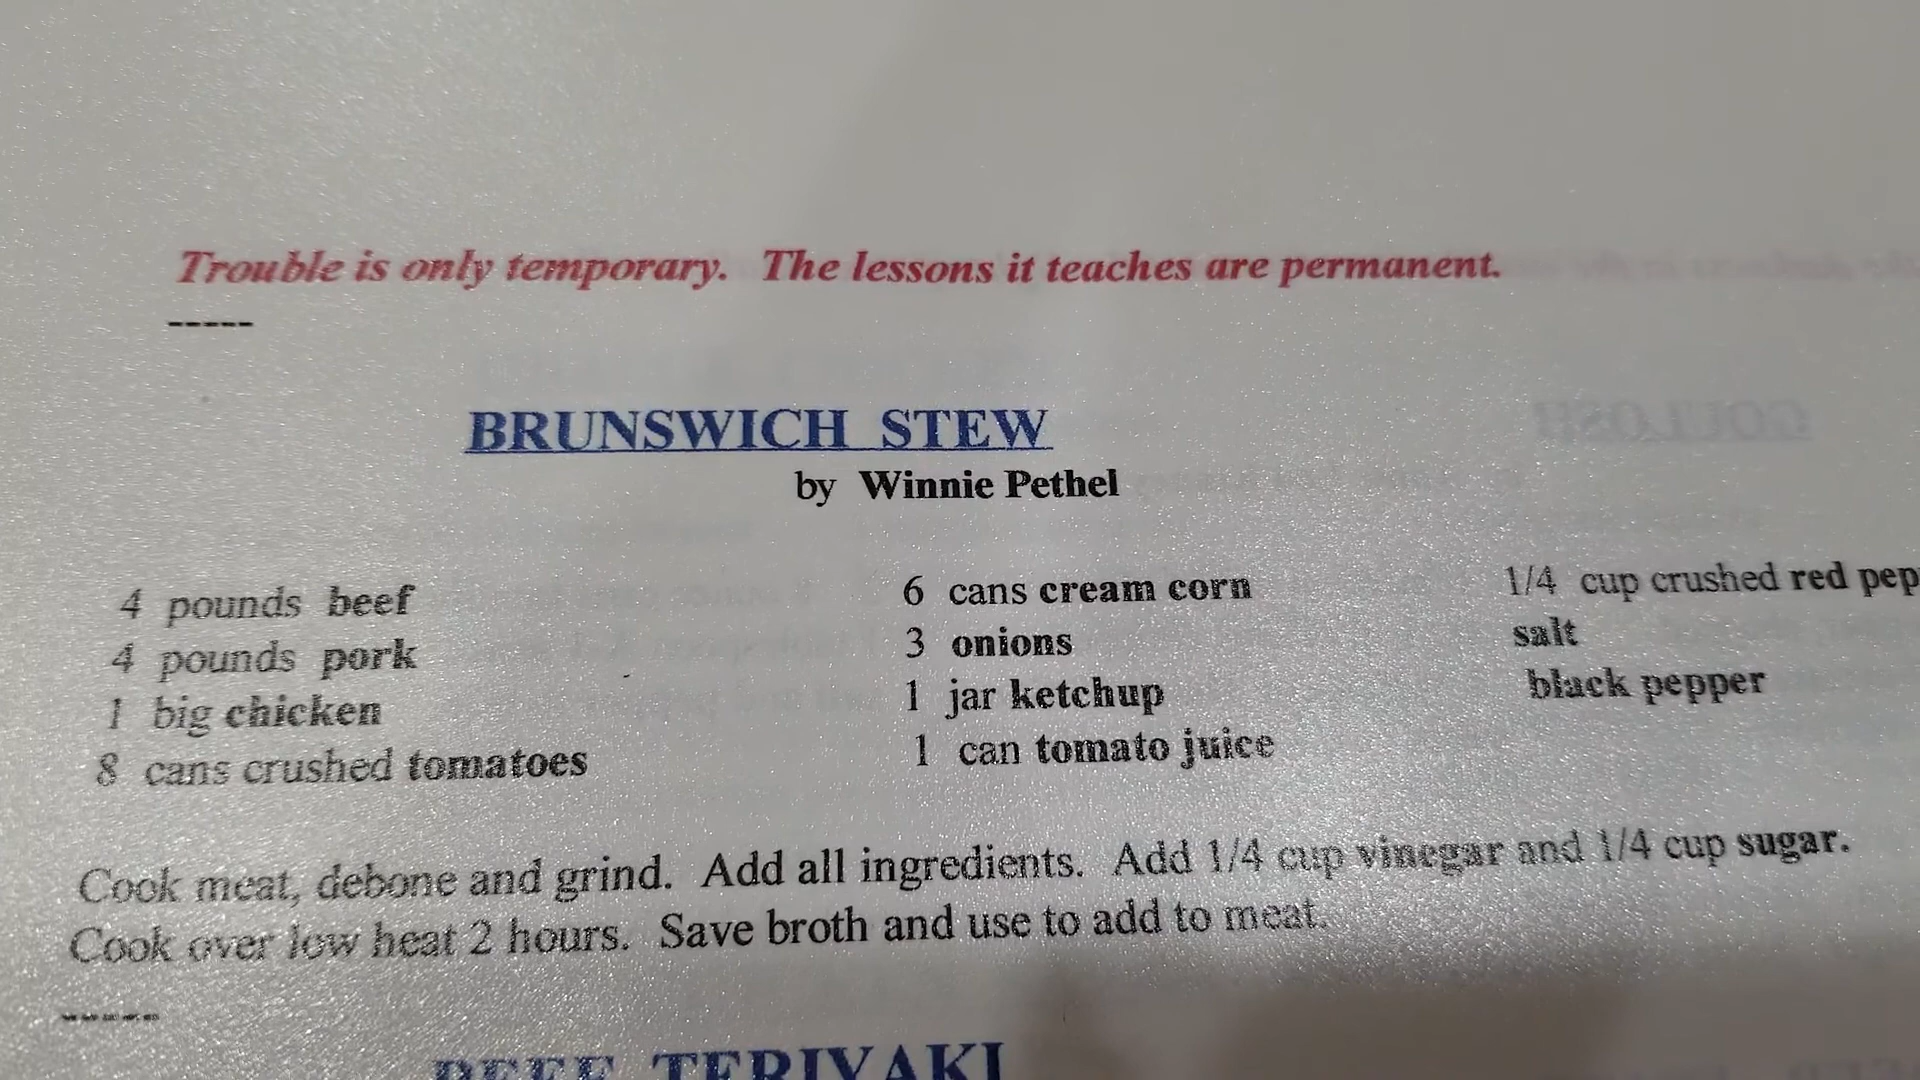 Trouble is only temporary. The lessons it teaches are permanent.
-----
BRUNSWICH STEW
by Winnie Pethel
4 pounds beef
4 pounds pork
1 big chicken
8 cans crushed tomatoes
6 cans cream corn
3 onions
1 jar ketchup
1 can tomato juice
1/4 cup crushed red pep
salt
black pepper
Cook meat, debone and grind. Add all ingredients. Add 1/4 cup vinegar and 1/4 cup sugar.
Cook over low heat 2 hours. Save broth and use to add to meat.
-----
BEEF TERIYAKI